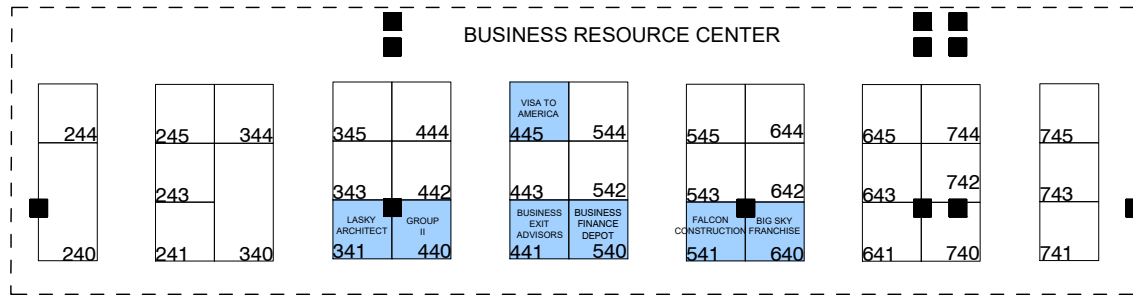 BUSINESS RESOURCE CENTER
244
245
344
345
444
VISA TO
AMERICA
445
544
545
644
645
744
745
243
343
442
443
542
543
642
643
742
743
LASKY
ARCHITECT
GROUP
II
BUSINESS
EXIT
ADVISORS
BUSINESS
FINANCE
DEPOT
FALCON
CONSTRUCTION
BIG SKY
FRANCHISE
240
241
340
341
440
441
540
541
640
641
740
741